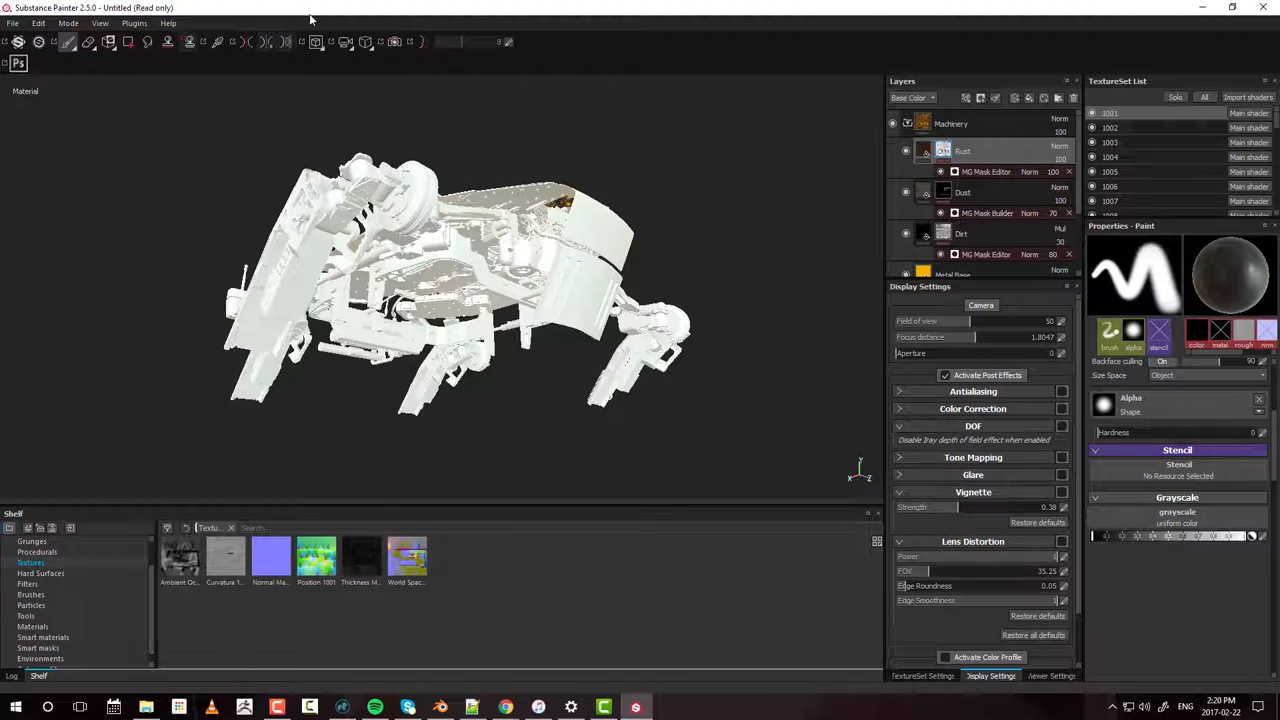 Substance Painter 2.5.0 - Untitled (Read only)
File Edit Mode View Plugins Help
8
Ps
Material
Layers
Base Color
Machinery Norm 100
Rust Norm 100
MG Mask Editor Norm 100
Dust Norm
MG Mask Builder Norm 70
Dirt Mul 30
MG Mask Editor Norm 80
Metal Base Norm
TextureSet List
Solo All Import shaders
1001 Main shader
1002 Main shader
1003 Main shader
1004 Main shader
1005 Main shader
1006 Main shader
1007 Main shader
1008 Main shader
Properties - Paint
brush alpha stencil color metal rough nrm
Backface culling On 90
Size Space Object
Alpha
Shape
Hardness 0
Stencil
Stencil
No Resource Selected
Grayscale
grayscale
uniform color
Display Settings
Camera
Field of view 50
Focus distance 1.8047
Aperture 0
Activate Post Effects
Antialiasing
Color Correction
DOF
Disable Iray depth of field effect when enabled
Tone Mapping
Glare
Vignette
Strength 0.38
Restore defaults
Lens Distortion
Power 1
FOV 35.25
Edge Roundness 0.05
Edge Smoothness 1
Restore defaults
Restore all defaults
Activate Color Profile
TextureSet Settings Display Settings Viewer Settings
Y
X Z
Shelf
Textu... Search...
Grunges
Procedurals
Textures
Hard Surfaces
Filters
Brushes
Particles
Tools
Materials
Smart materials
Smart masks
Environments
Ambient Oc... Curvature 1... Normal Ma... Position 1001 Thickness M... World Spac...
Log Shelf
ENG
2:20 PM
2017-02-22